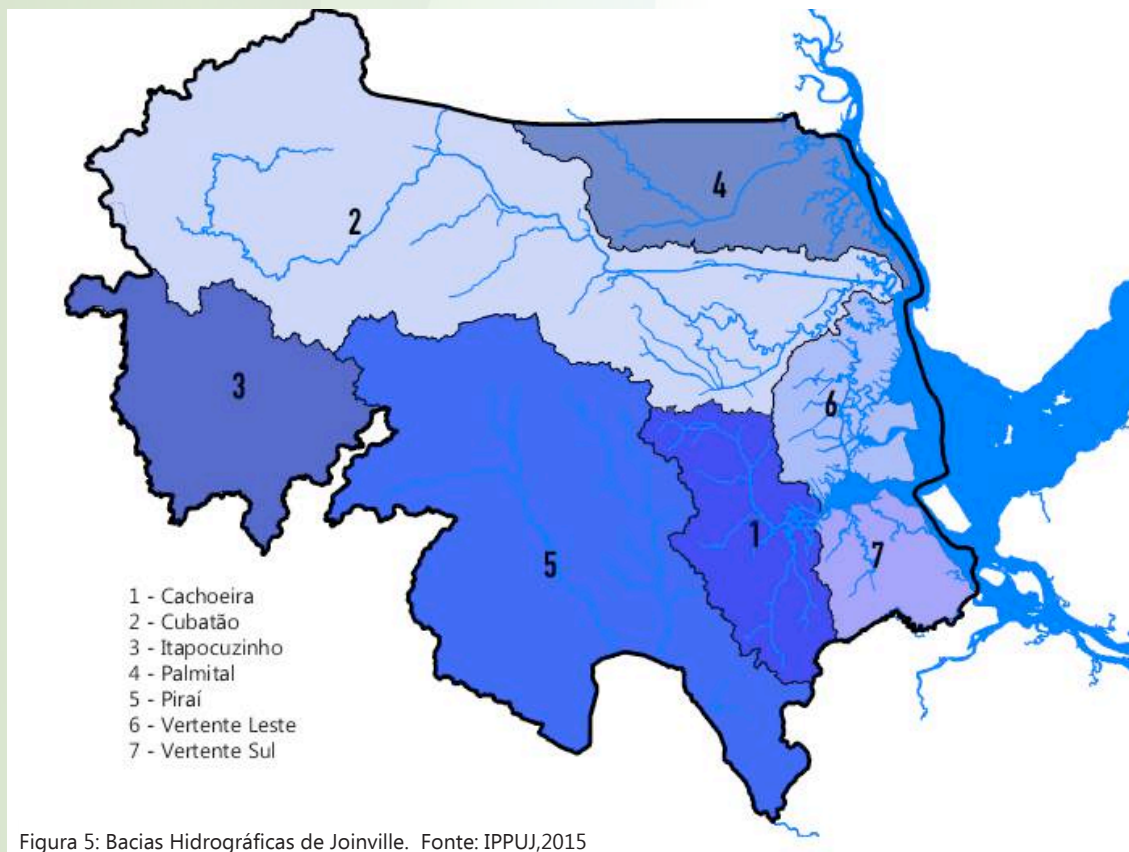 4
2
3
6
1
5
7
1 - Cachoeira
2 - Cubatão
3 - Itapocuzinho
4 - Palmital
5 - Piraí
6 - Vertente Leste
7 - Vertente Sul
Figura 5: Bacias Hidrográficas de Joinville. Fonte: IPPUJ,2015